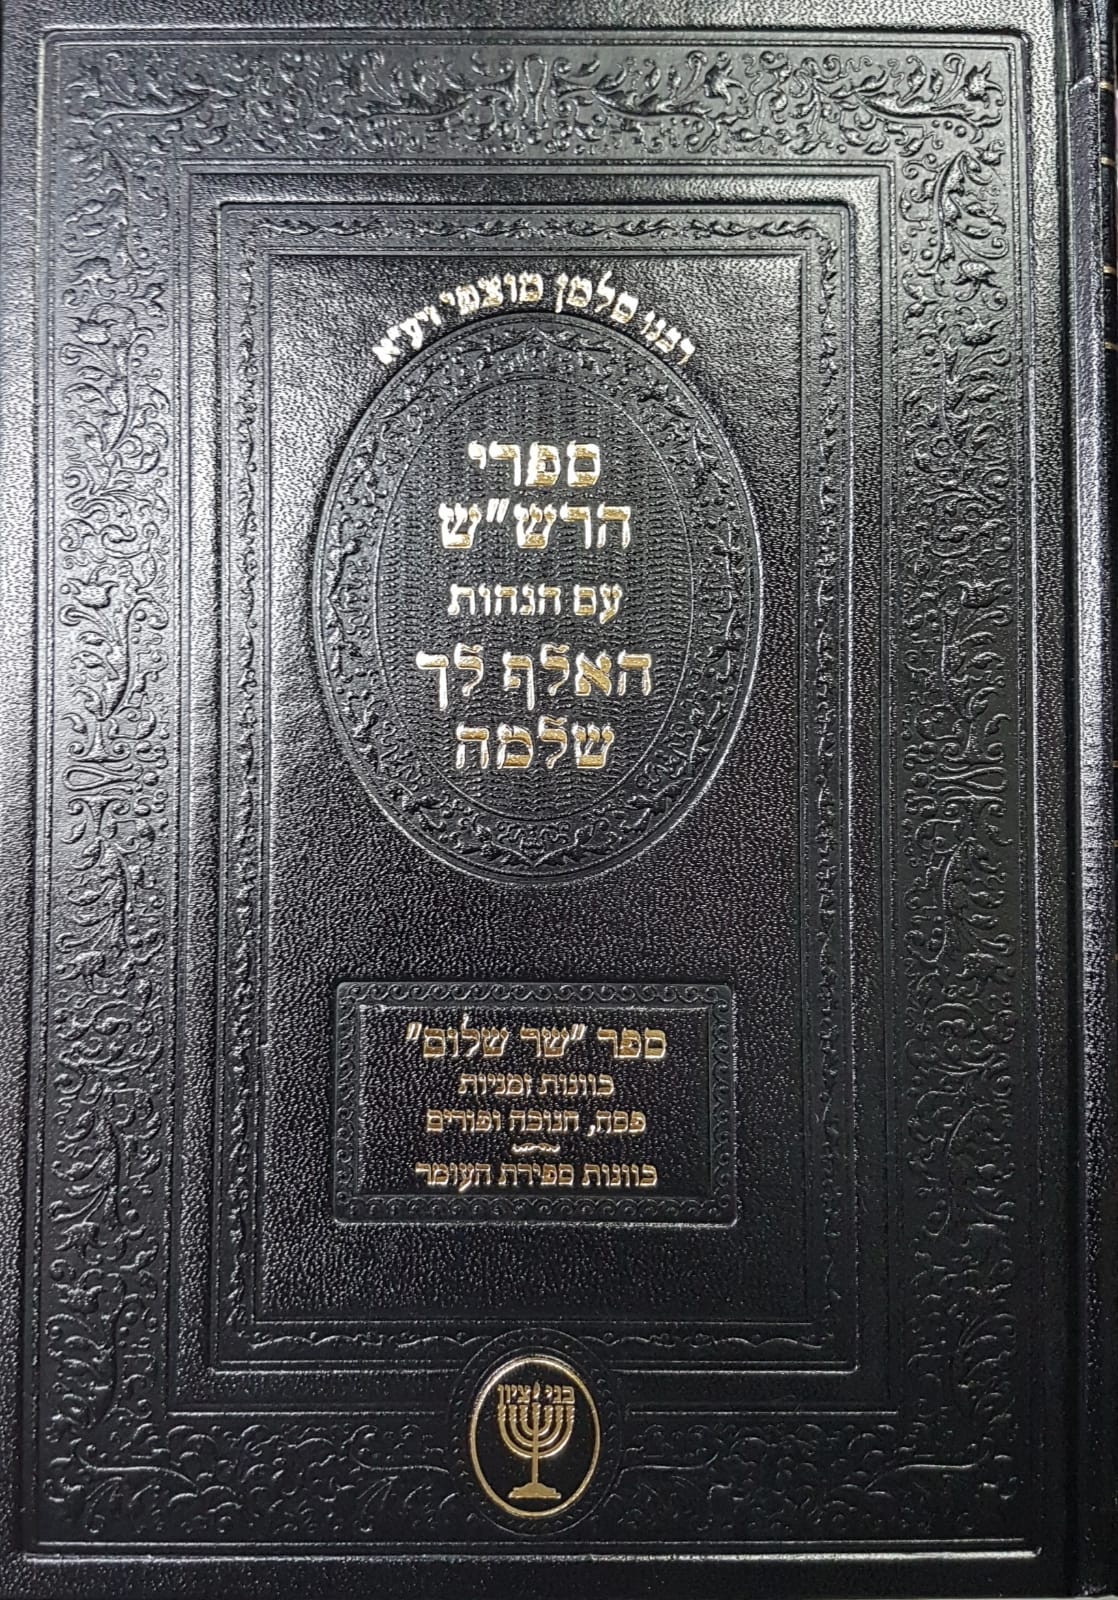 רבנו סלמן מוצפי זיע"א
ספרי
הרש"ש
עם הגהות
האלף לך
שלמה
ספר "שר שלום"
כוונות זמניות
פסח, חנוכה ופורים
כוונות ספירת העומר
בני ציון